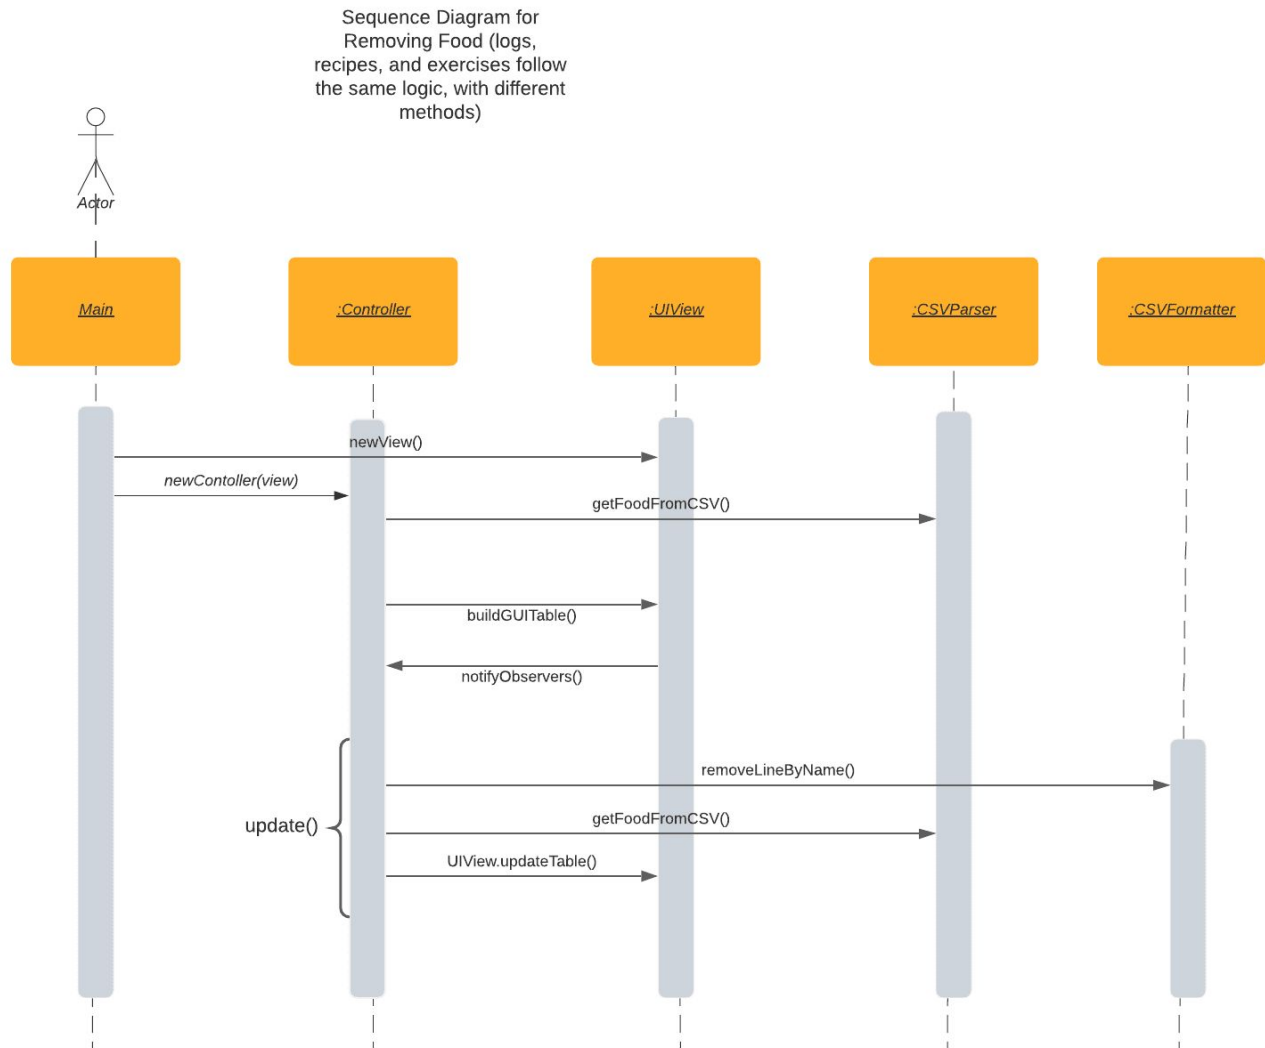 Sequence Diagram for
Removing Food (logs,
recipes, and exercises follow
the same logic, with different
methods)
Actor
Main
:Controller
:UIView
:CSVParser
:CSVFormatter
newView()
newContoller(view)
getFoodFromCSV()
buildGUITable()
notifyObservers()
removeLineByName()
update()
getFoodFromCSV()
UIView.updateTable()